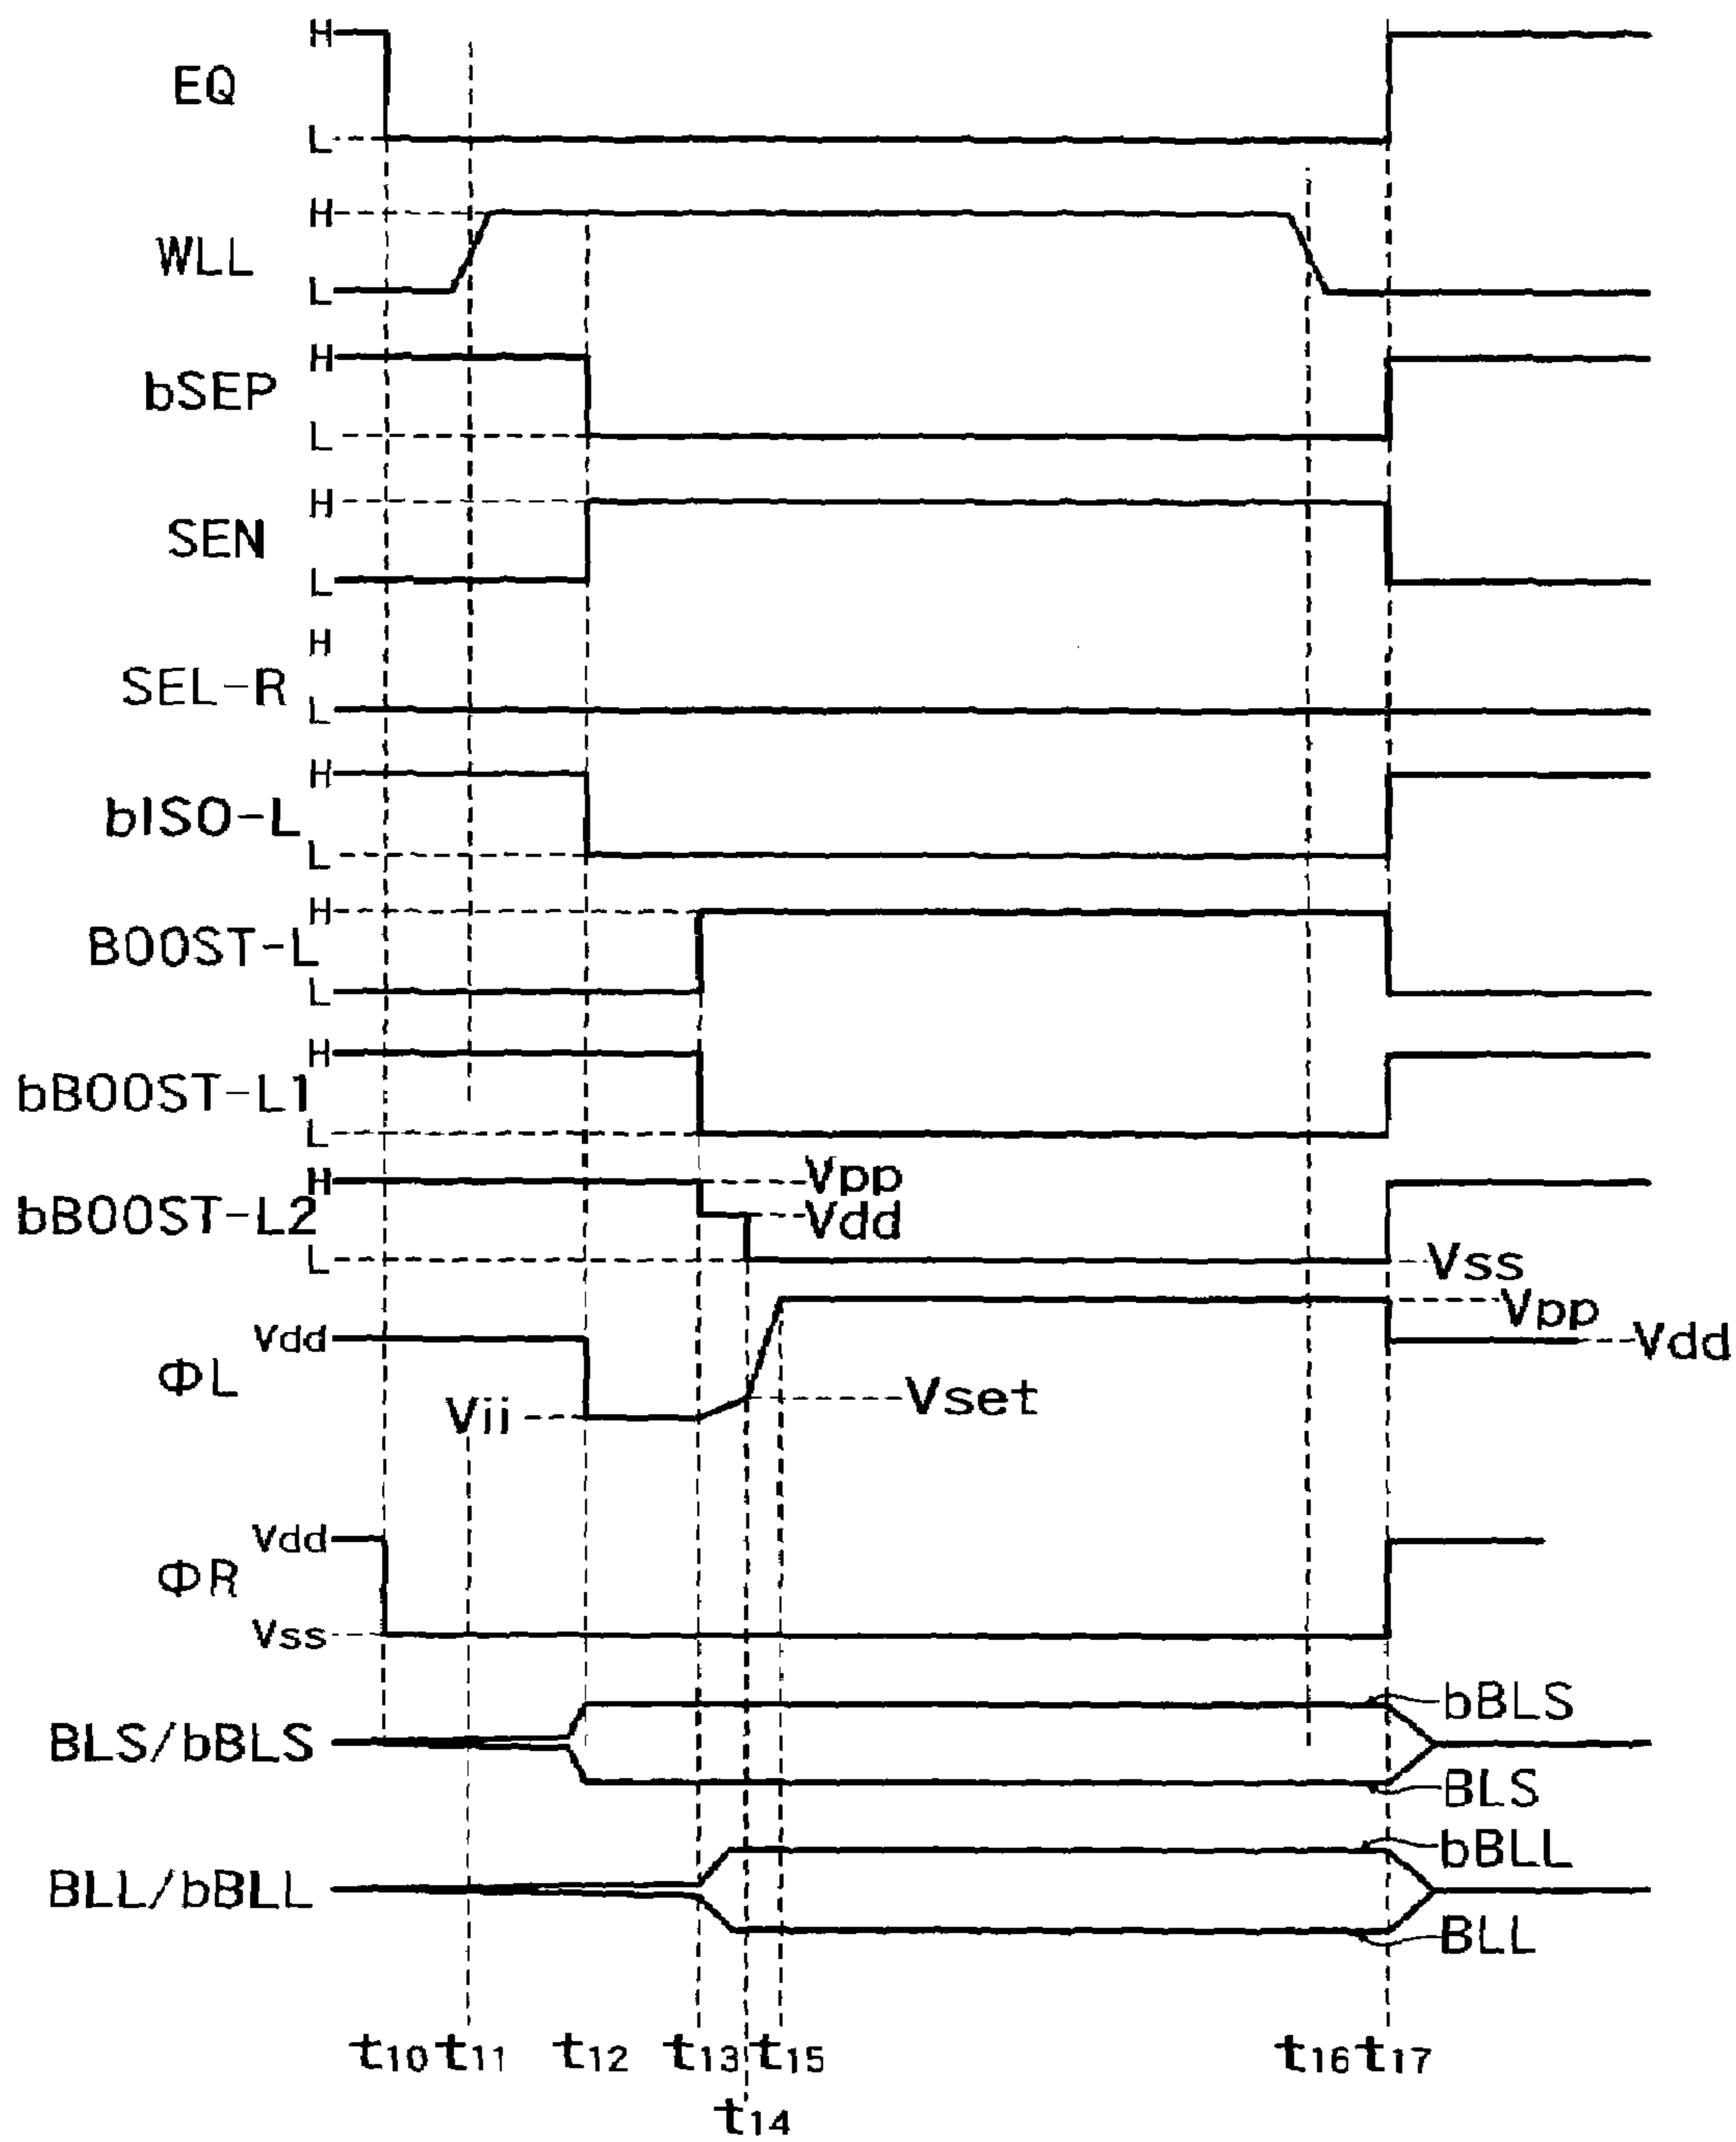 H
EQ
L
H
WLL
L
H
bSEP
L
H
SEN
L
H
SEL-R
L
H
bISO-L
L
H
BOOST-L
L
H
bBOOST-L1
L
H
Vpp
bBOOST-L2
Vdd
L
Vss
Vpp
Vdd
Vdd
ΦL
Vii
Vset
Vdd
ΦR
Vss
bBLS
BLS/bBLS
BLS
bBLL
BLL/bBLL
BLL
t10 t11 t12 t13 t15 t16 t17
t14